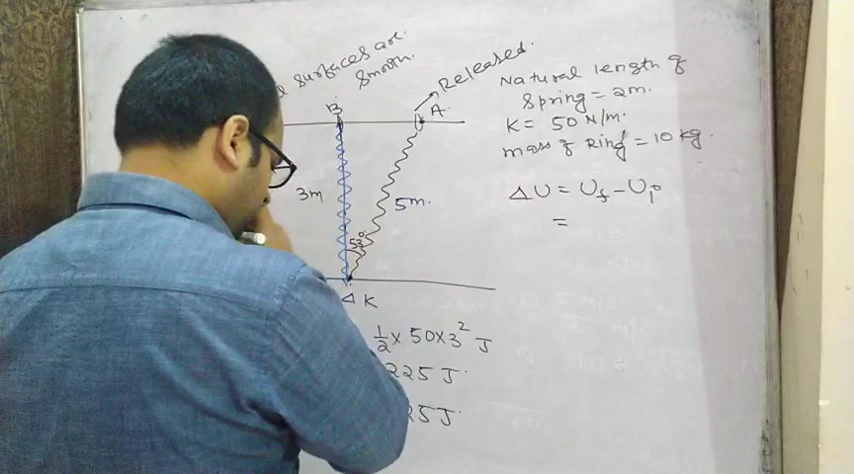 surfaces are
smooth.
Released.
B
A.
3m
5m.
53°
K
Natural length of
Spring = 2m.
K = 50 N/m.
mass of Ring = 10 kg.
ΔU = Uf - Ui
=
1/2 x 50 x 3² J
225 J.
25 J.